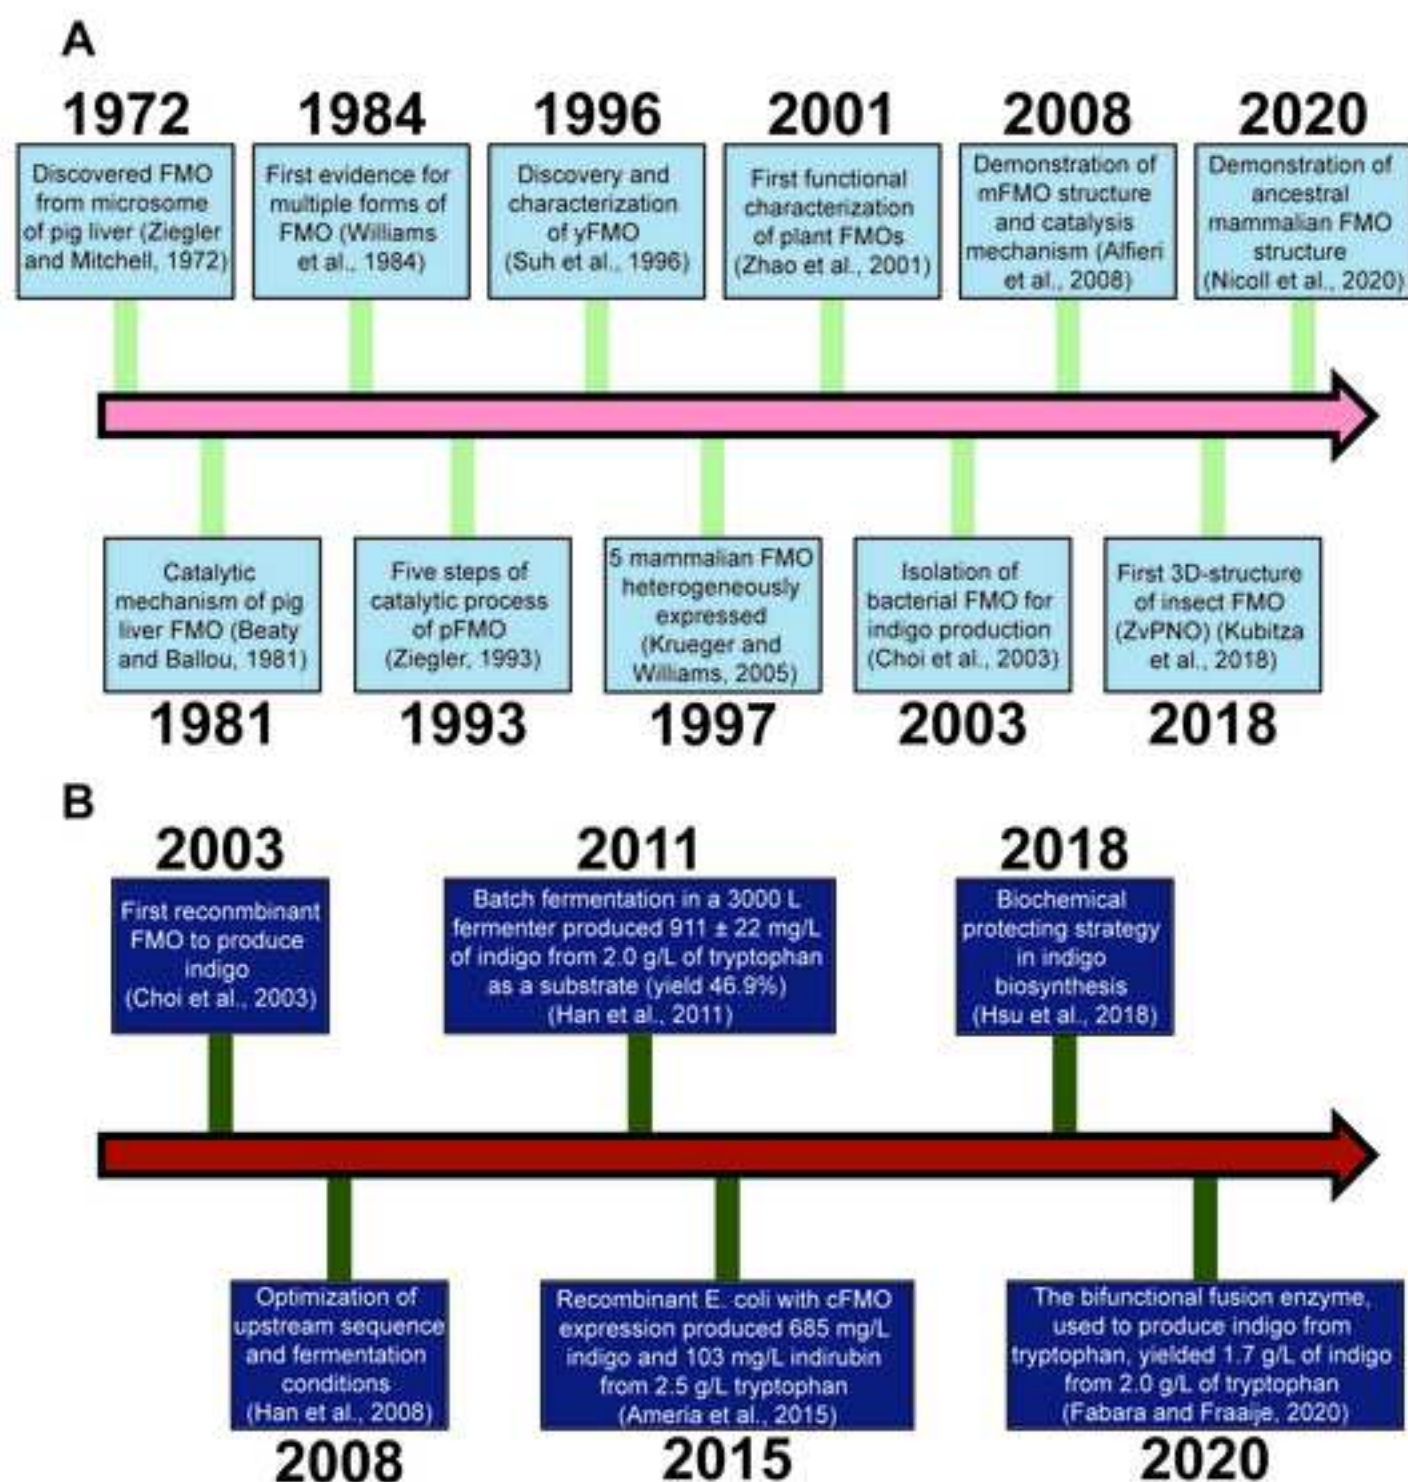 A
1972
Discovered FMO
from microsome
of pig liver (Ziegler
and Mitchell, 1972)
1984
First evidence for
multiple forms of
FMO (Williams
et al., 1984)
1996
Discovery and
characterization
of yFMO
(Suh et al., 1996)
2001
First functional
characterization
of plant FMOs
(Zhao et al., 2001)
2008
Demonstration of
mFMO structure
and catalysis
mechanism (Alfieri
et al., 2008)
2020
Demonstration of
ancestral
mammalian FMO
structure
(Nicoll et al., 2020)
Catalytic
mechanism of pig
liver FMO (Beaty
and Ballou, 1981)
1981
Five steps of
catalytic process
of pFMO
(Ziegler, 1993)
1993
5 mammalian FMO
heterogeneously
expressed
(Krueger and
Williams, 2005)
1997
Isolation of
bacterial FMO for
indigo production
(Choi et al., 2003)
2003
First 3D-structure
of insect FMO
(ZvPNO) (Kubitza
et al., 2018)
2018
B
2003
First reconmbinant
FMO to produce
indigo
(Choi et al., 2003)
2011
Batch fermentation in a 3000 L
fermenter produced 911 ± 22 mg/L
of indigo from 2.0 g/L of tryptophan
as a substrate (yield 46.9%)
(Han et al., 2011)
2018
Biochemical
protecting strategy
in indigo
biosynthesis
(Hsu et al., 2018)
Optimization of
upstream sequence
and fermentation
conditions
(Han et al., 2008)
2008
Recombinant E. coli with cFMO
expression produced 685 mg/L
indigo and 103 mg/L indirubin
from 2.5 g/L tryptophan
(Ameria et al., 2015)
2015
The bifunctional fusion enzyme,
used to produce indigo from
tryptophan, yielded 1.7 g/L of indigo
from 2.0 g/L of tryptophan
(Fabara and Fraaije, 2020)
2020